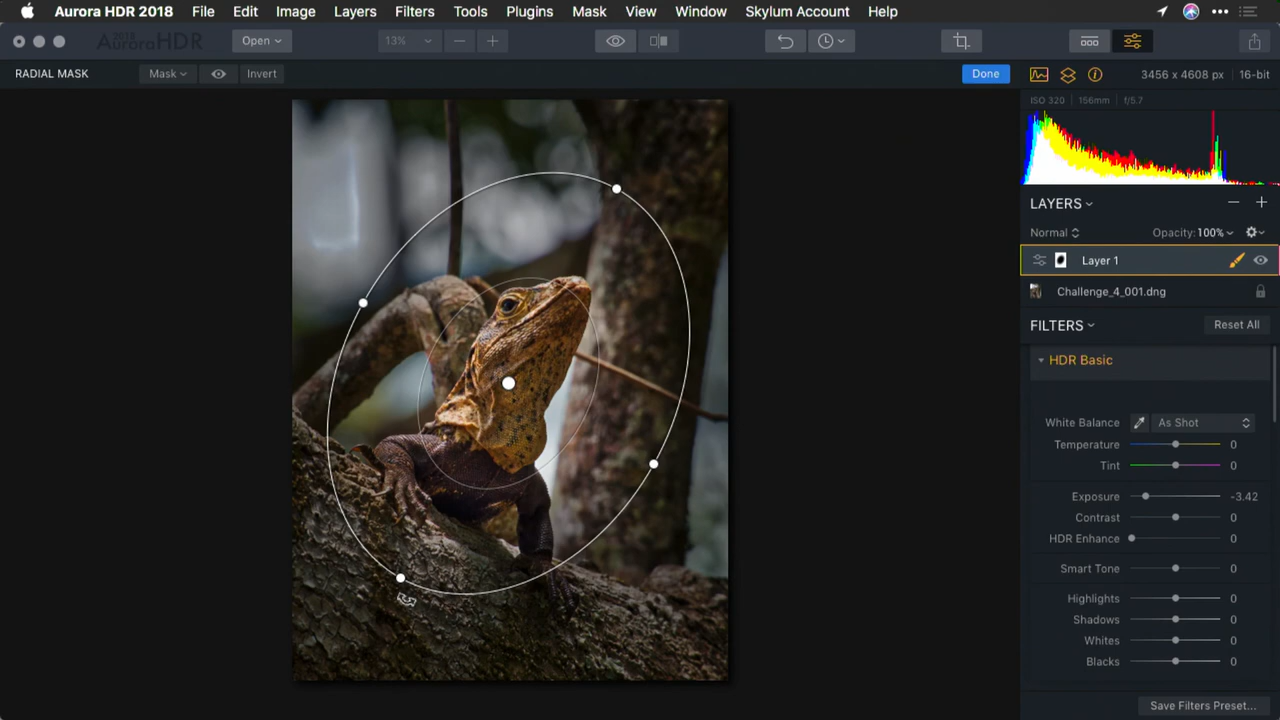 Aurora HDR 2018 File Edit Image Layers Filters Tools Plugins Mask View Window Skylum Account Help
2018 AuroraHDR Open 13%
RADIAL MASK Mask Invert Done 3456 x 4608 px 16-bit
ISO 320 156mm f/5.7
LAYERS
Normal Opacity: 100%
Layer 1
Challenge_4_001.dng
FILTERS Reset All
HDR Basic
White Balance As Shot
Temperature 0
Tint 0
Exposure -3.42
Contrast 0
HDR Enhance 0
Smart Tone 0
Highlights 0
Shadows 0
Whites 0
Blacks 0
Save Filters Preset...